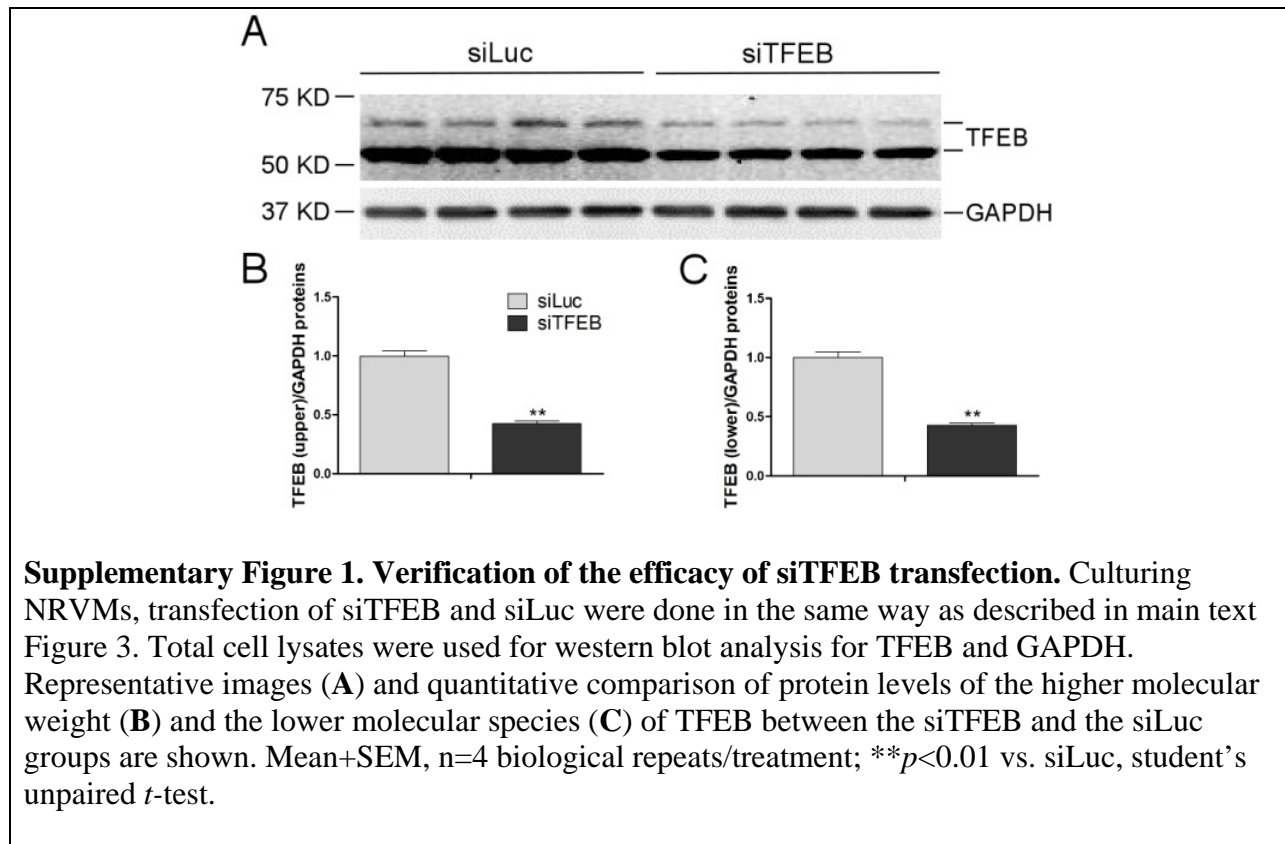 A
siLuc siTFEB
75 KD
50 KD
TFEB
37 KD
GAPDH
B
TFEB (upper)/GAPDH proteins
1.5
1.0
0.5
0.0
siLuc
siTFEB
**
C
TFEB (lower)/GAPDH proteins
1.5
1.0
0.5
0.0
**
Supplementary Figure 1. Verification of the efficacy of siTFEB transfection. Culturing
NRVMs, transfection of siTFEB and siLuc were done in the same way as described in main text
Figure 3. Total cell lysates were used for western blot analysis for TFEB and GAPDH.
Representative images (A) and quantitative comparison of protein levels of the higher molecular
weight (B) and the lower molecular species (C) of TFEB between the siTFEB and the siLuc
groups are shown. Mean+SEM, n=4 biological repeats/treatment; **p<0.01 vs. siLuc, student’s
unpaired t-test.